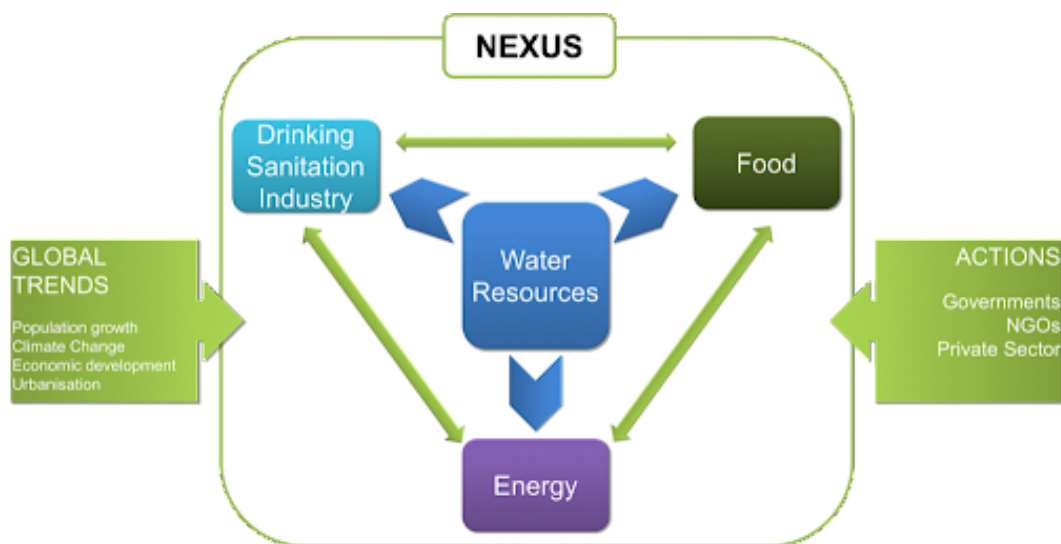 NEXUS
Drinking
Sanitation
Industry
Food
Water
Resources
Energy
GLOBAL
TRENDS
Population growth
Climate Change
Economic development
Urbanisation
ACTIONS
Governments
NGOs
Private Sector